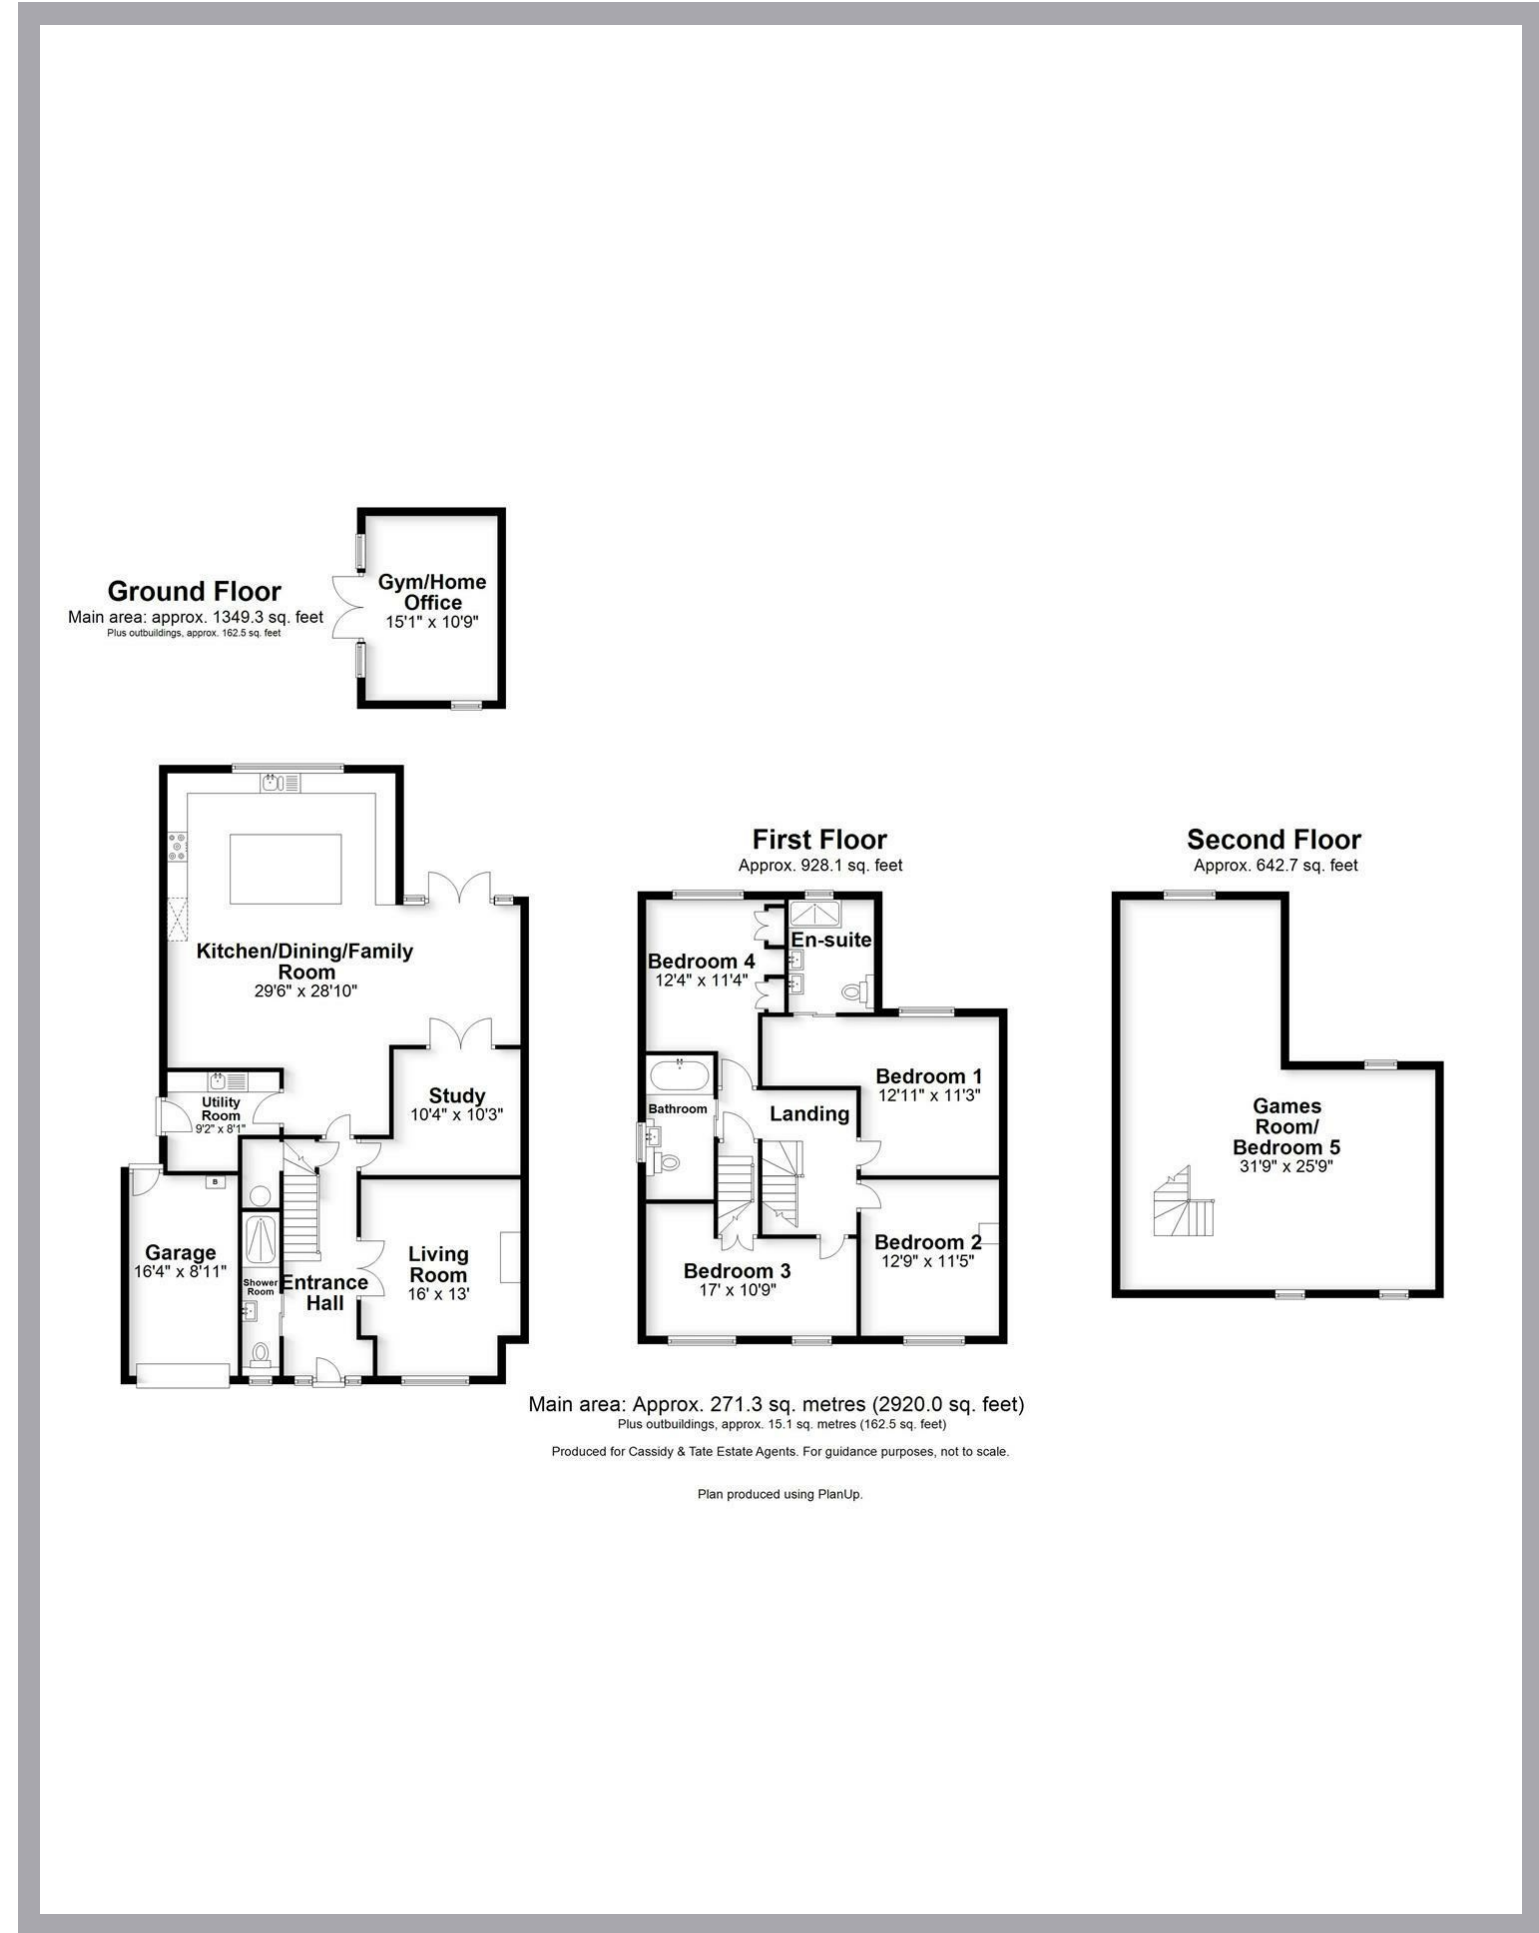 Ground Floor
Main area: approx. 1349.3 sq. feet
Plus outbuildings, approx. 162.5 sq. feet
Gym/Home
Office
15'1" x 10'9"
Kitchen/Dining/Family
Room
29'6" x 28'10"
Study
10'4" x 10'3"
Utility
Room
9'2" x 8'1"
B
Garage
16'4" x 8'11"
Shower
Room
Entrance
Hall
Living
Room
16' x 13'
First Floor
Approx. 928.1 sq. feet
Bedroom 4
12'4" x 11'4"
En-suite
Bedroom 1
12'11" x 11'3"
Bathroom
Landing
Bedroom 2
12'9" x 11'5"
Bedroom 3
17' x 10'9"
Second Floor
Approx. 642.7 sq. feet
Games
Room/
Bedroom 5
31'9" x 25'9"
Main area: Approx. 271.3 sq. metres (2920.0 sq. feet)
Plus outbuildings, approx. 15.1 sq. metres (162.5 sq. feet)
Produced for Cassidy & Tate Estate Agents. For guidance purposes, not to scale.
Plan produced using PlanUp.